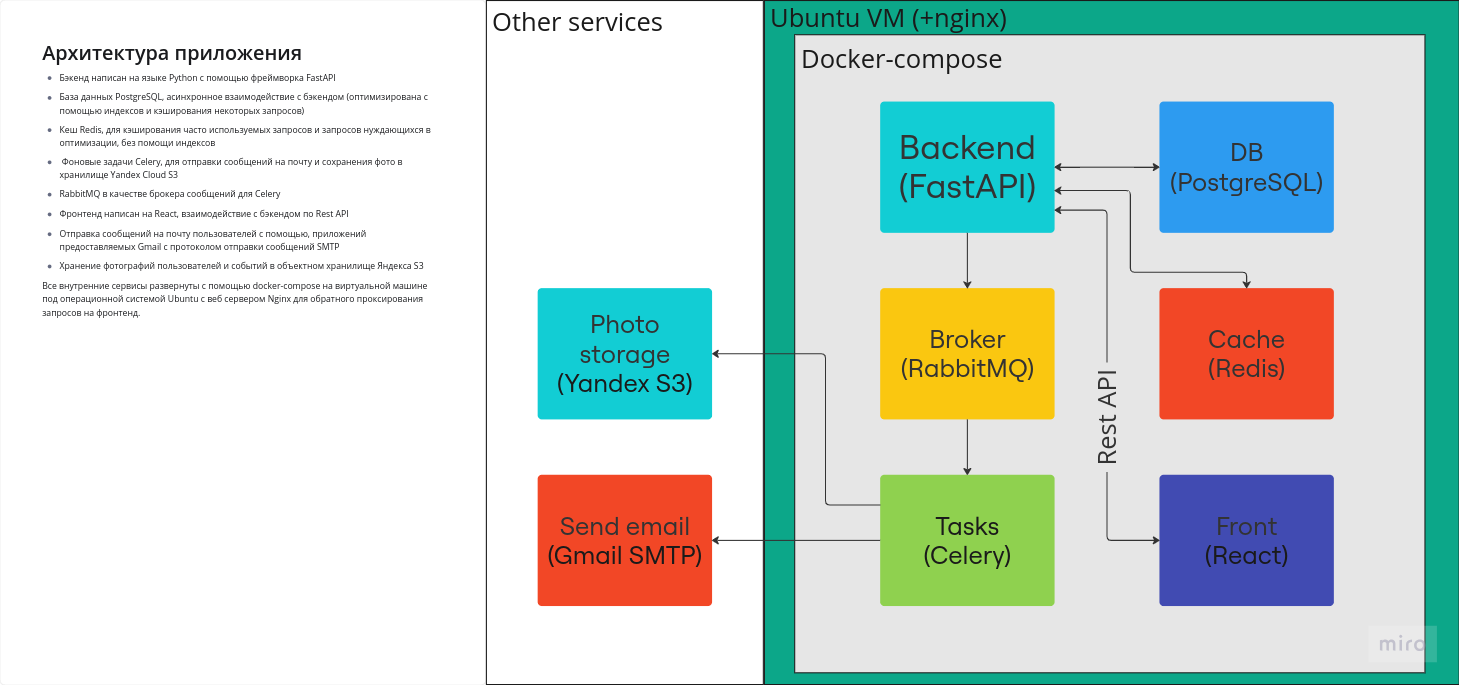 Архитектура приложения
Бэкенд написан на языке Python с помощью фреймворка FastAPI
База данных PostgreSQL, асинхронное взаимодействие с бэкендом (оптимизирована с
помощью индексов и кэширования некоторых запросов)
Кеш Redis, для кэширования часто используемых запросов и запросов нуждающихся в
оптимизации, без помощи индексов
Фоновые задачи Celery, для отправки сообщений на почту и сохранения фото в
хранилище Yandex Cloud S3
RabbitMQ в качестве брокера сообщений для Celery
Фронтенд написан на React, взаимодействие с бэкендом по Rest API
Отправка сообщений на почту пользователей с помощью, приложений
предоставляемых Gmail с протоколом отправки сообщений SMTP
Хранение фотографий пользователей и событий в объектном хранилище Яндекса S3
Все внутренние сервисы развернуты с помощью docker-compose на виртуальной машине
под операционной системой Ubuntu с веб сервером Nginx для обратного проксирования
запросов на фронтенд.
Other services
Photo
storage
(Yandex S3)
Send email
(Gmail SMTP)
Ubuntu VM (+nginx)
Docker-compose
Backend
(FastAPI)
DB
(PostgreSQL)
Broker
(RabbitMQ)
Rest API
Cache
(Redis)
Tasks
(Celery)
Front
(React)
miro